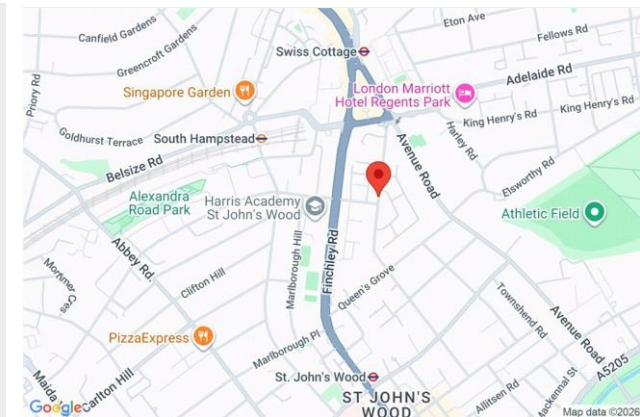 Canfield Gardens
Greencroft Gardens
Priory Rd
Goldhurst Terrace
Belsize Rd
Singapore Garden
South Hampstead
Swiss Cottage
Eton Ave
Fellows Rd
Adelaide Rd
London Marriott
Hotel Regents Park
King Henry's Rd
King Henry's Rd
Harley Rd
Avenue Road
Elsworthy Rd
Athletic Field
Alexandra
Road Park
Harris Academy
St John's Wood
Finchley Rd
Marlborough Hill
Abbey Rd.
Mortimer Cres
Clifton Hill
Queen's Grove
Townshend Rd
Avenue Road
PizzaExpress
Marlborough Pl
St. John's Wood
ST JOHN'S
WOOD
Allitsen Rd
A5205
Maida
Carlton Hill
Google
Map data ©2026